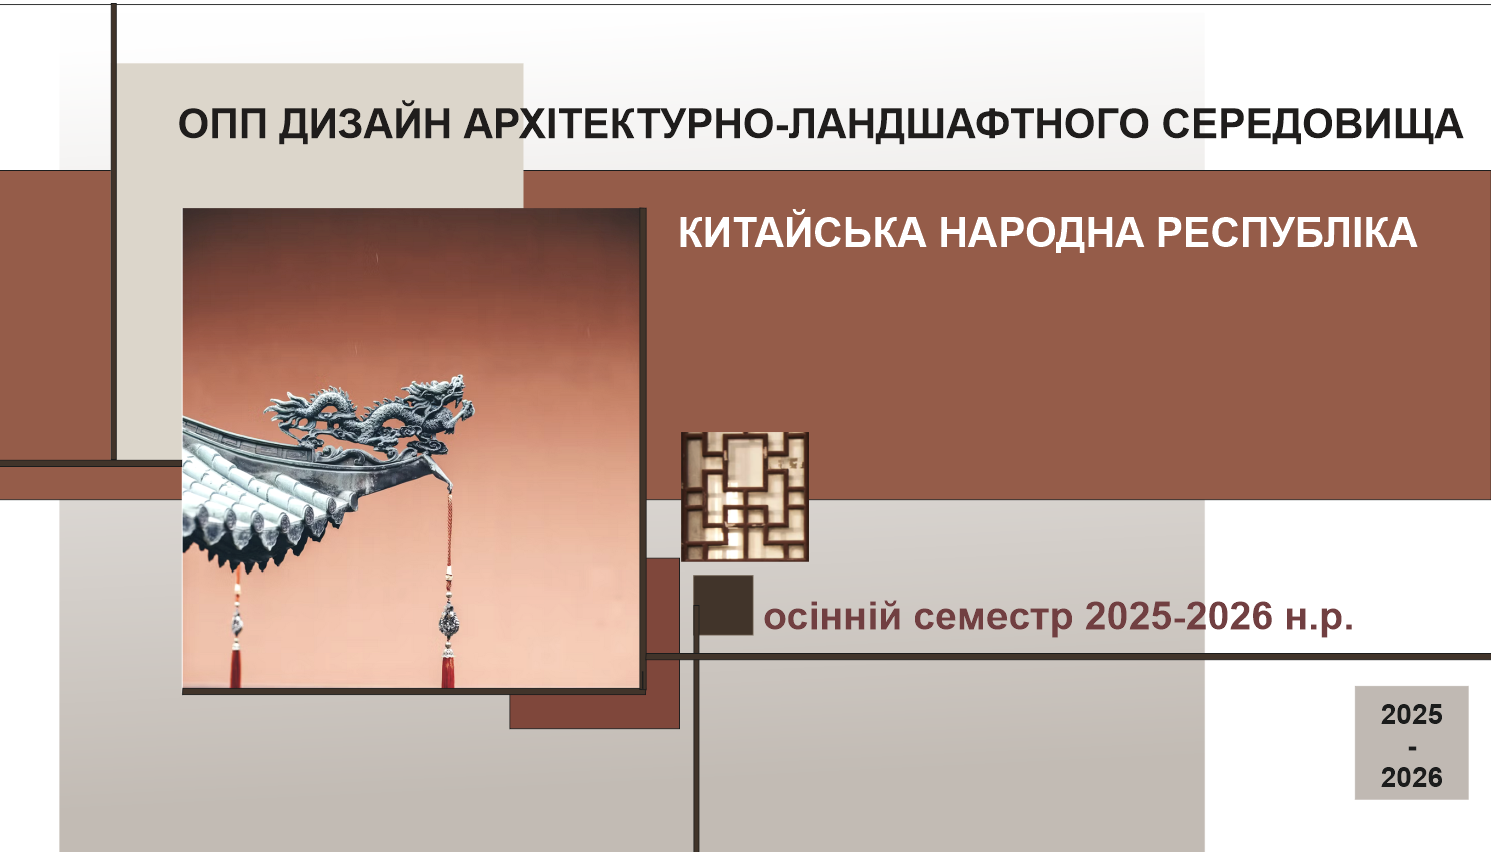 ОПП ДИЗАЙН АРХІТЕКТУРНО-ЛАНДШАФТНОГО СЕРЕДОВИЩА
КИТАЙСЬКА НАРОДНА РЕСПУБЛІКА
осінній семестр 2025-2026 н.р.
2025
-
2026